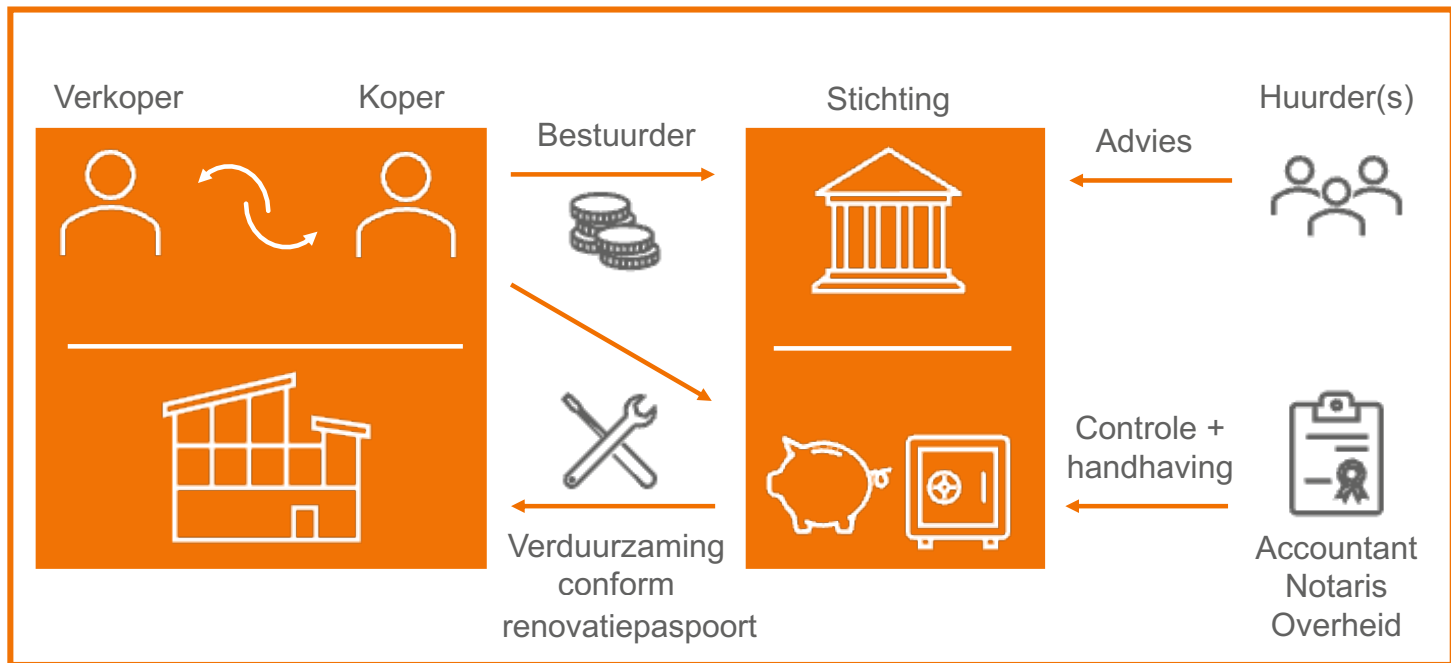 Verkoper
Koper
Bestuurder
Stichting
Advies
Huurder(s)
Verduurzaming
conform
renovatiepaspoort
Controle +
handhaving
Accountant
Notaris
Overheid